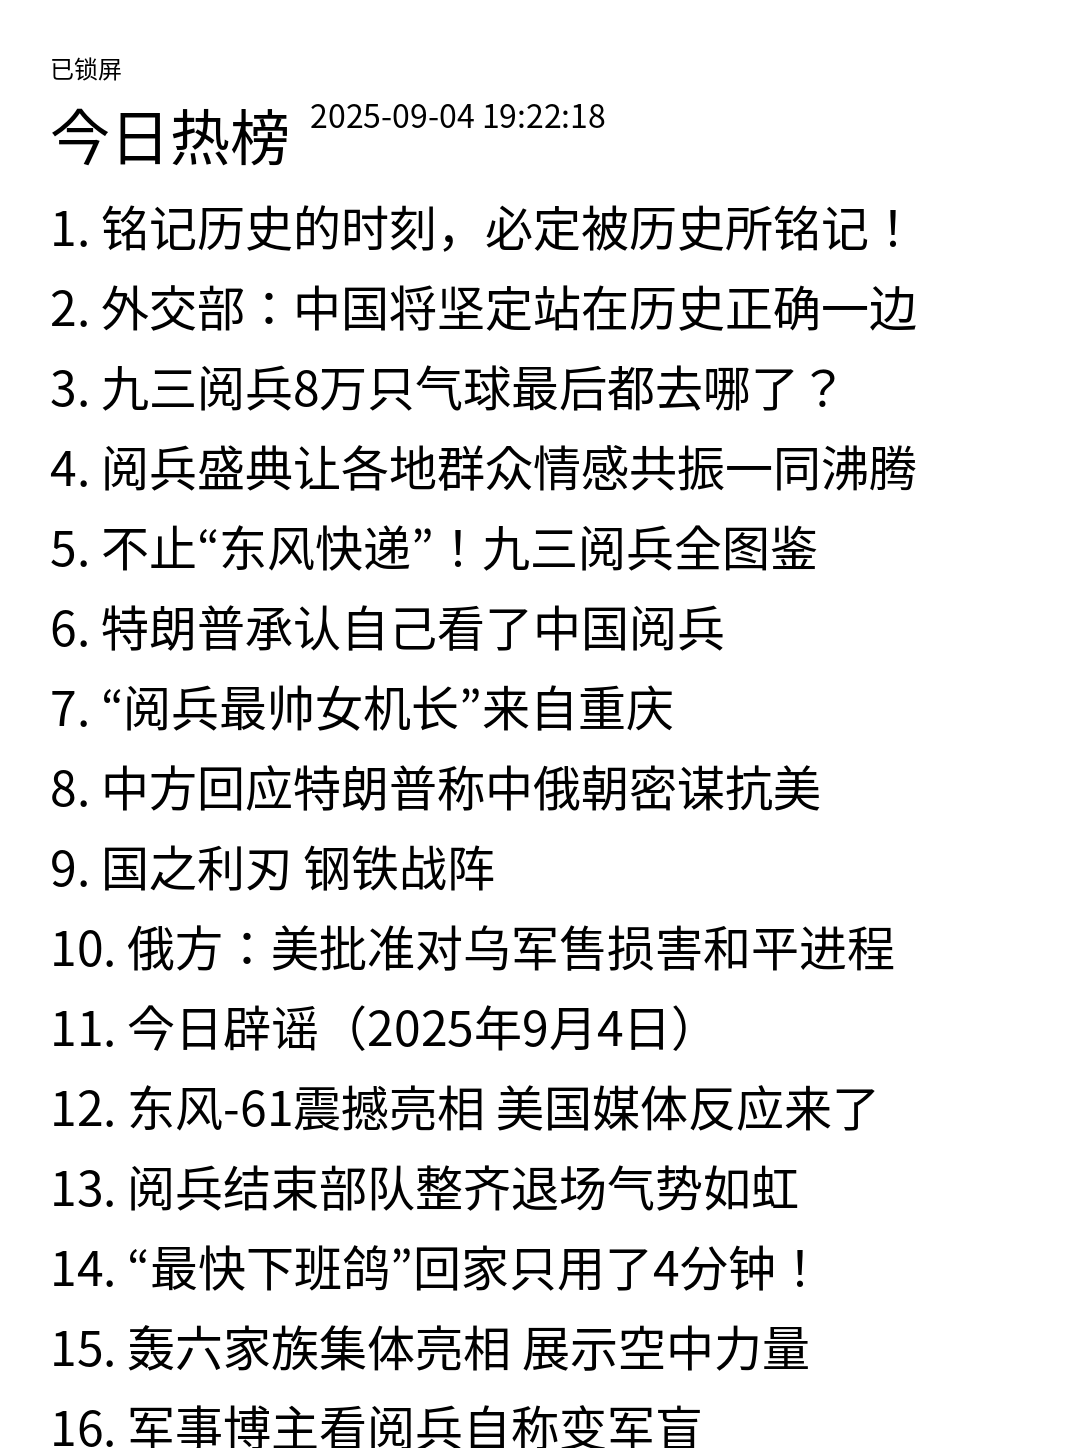 已锁屏
今日热榜 2025-09-04 19:22:18
1. 铭记历史的时刻，必定被历史所铭记！
2. 外交部：中国将坚定站在历史正确一边
3. 九三阅兵8万只气球最后都去哪了？
4. 阅兵盛典让各地群众情感共振一同沸腾
5. 不止“东风快递”！九三阅兵全图鉴
6. 特朗普承认自己看了中国阅兵
7. “阅兵最帅女机长”来自重庆
8. 中方回应特朗普称中俄朝密谋抗美
9. 国之利刃 钢铁战阵
10. 俄方：美批准对乌军售损害和平进程
11. 今日辟谣（2025年9月4日）
12. 东风-61震撼亮相 美国媒体反应来了
13. 阅兵结束部队整齐退场气势如虹
14. “最快下班鸽”回家只用了4分钟！
15. 轰六家族集体亮相 展示空中力量
16. 军事博主看阅兵自称变军盲